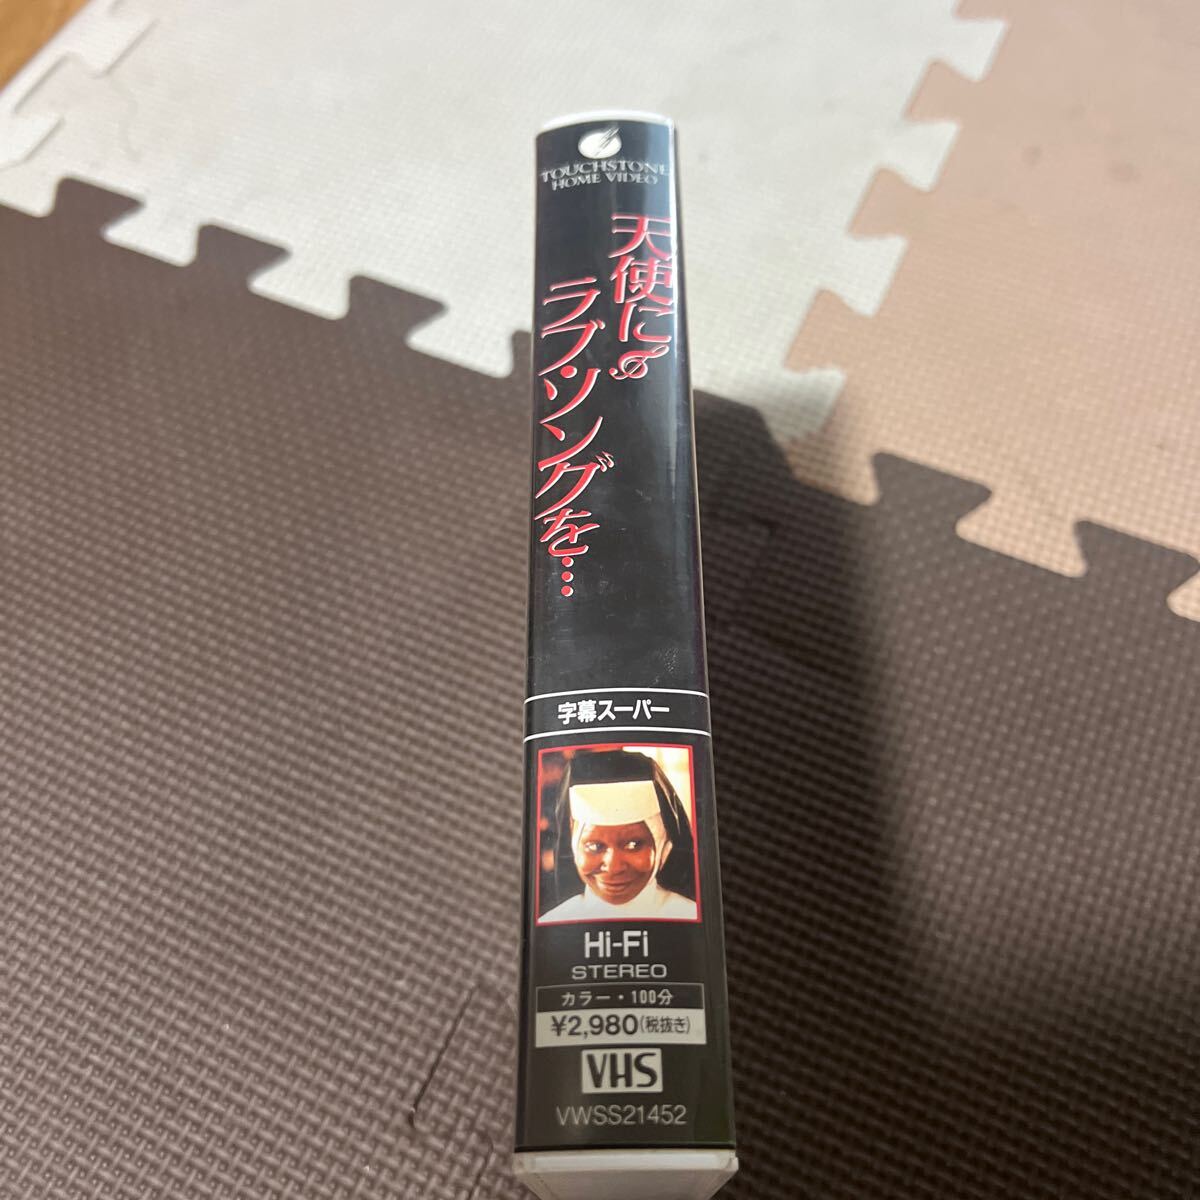 TOUCHSTONE
HOME VIDEO
天使に
ラブ・ソングを…
字幕スーパー
Hi-Fi
STEREO
カラー・100分
¥2,980(税抜き)
VHS
VWSS21452